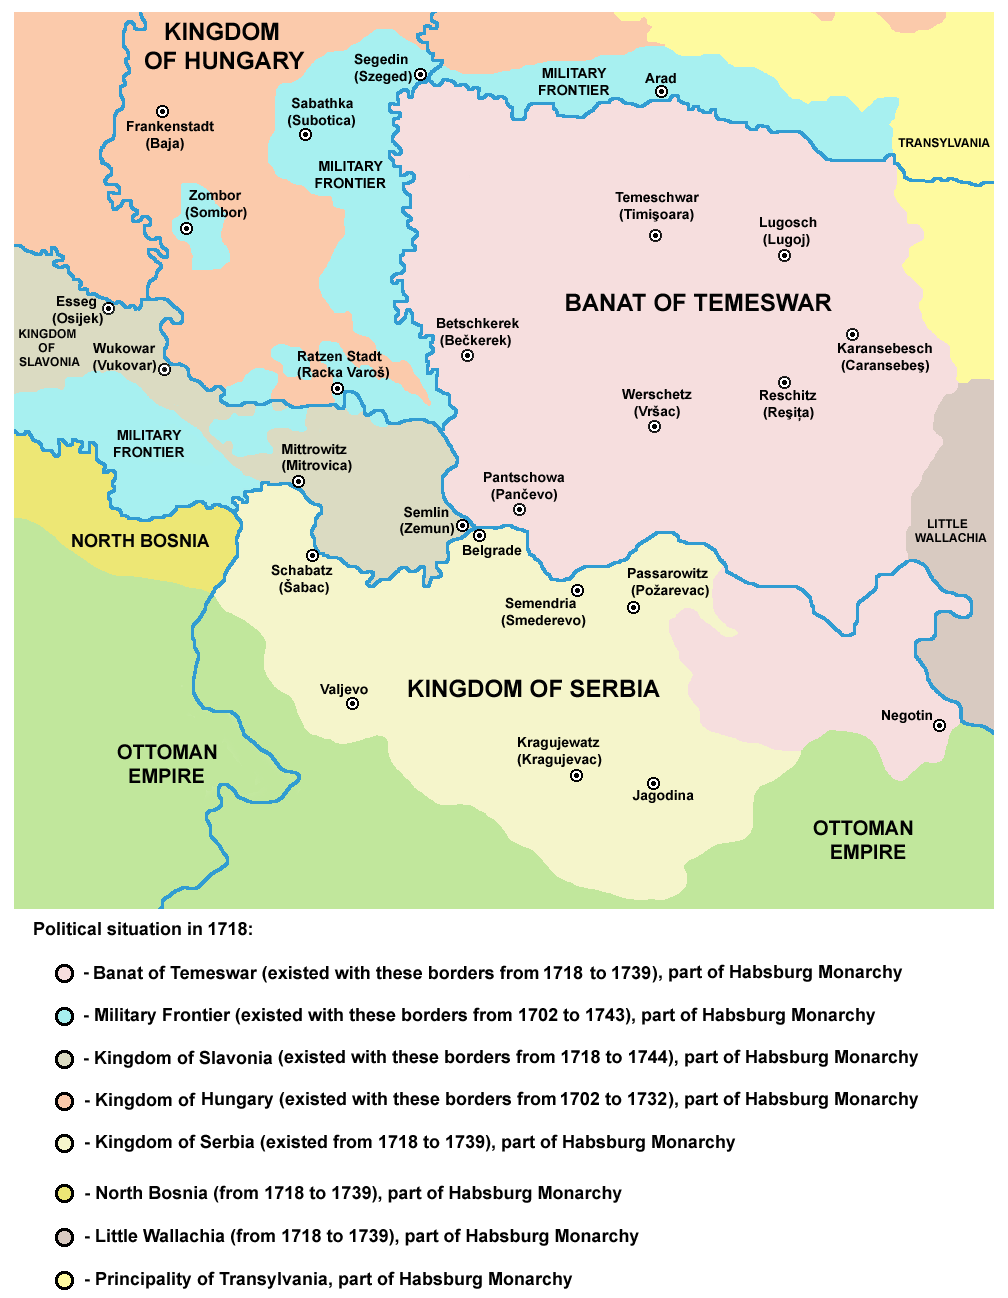 KINGDOM
OF HUNGARY
Segedin
(Szeged)
MILITARY
FRONTIER
Arad
Sabathka
(Subotica)
Frankenstadt
(Baja)
TRANSYLVANIA
MILITARY
FRONTIER
Zombor
(Sombor)
Temeschwar
(Timişoara)
Lugosch
(Lugoj)
BANAT OF TEMESWAR
Esseg
(Osijek)
KINGDOM
OF
SLAVONIA
Wukowar
(Vukovar)
Betschkerek
(Bečkerek)
Karansebesch
(Caransebeş)
Ratzen Stadt
(Racka Varoš)
Werschetz
(Vršac)
Reschitz
(Reşiţa)
MILITARY
FRONTIER
Mittrowitz
(Mitrovica)
Pantschowa
(Pančevo)
Semlin
(Zemun)
LITTLE
WALLACHIA
NORTH BOSNIA
Belgrade
Schabatz
(Šabac)
Passarowitz
(Požarevac)
Semendria
(Smederevo)
Valjevo
KINGDOM OF SERBIA
Negotin
OTTOMAN
EMPIRE
Kragujewatz
(Kragujevac)
Jagodina
OTTOMAN
EMPIRE
Political situation in 1718:
- Banat of Temeswar (existed with these borders from 1718 to 1739), part of Habsburg Monarchy
- Military Frontier (existed with these borders from 1702 to 1743), part of Habsburg Monarchy
- Kingdom of Slavonia (existed with these borders from 1718 to 1744), part of Habsburg Monarchy
- Kingdom of Hungary (existed with these borders from 1702 to 1732), part of Habsburg Monarchy
- Kingdom of Serbia (existed from 1718 to 1739), part of Habsburg Monarchy
- North Bosnia (from 1718 to 1739), part of Habsburg Monarchy
- Little Wallachia (from 1718 to 1739), part of Habsburg Monarchy
- Principality of Transylvania, part of Habsburg Monarchy